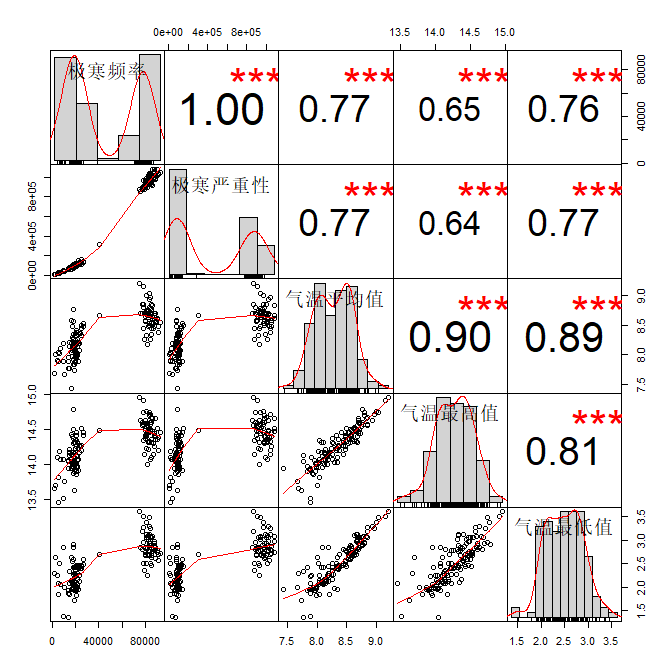 0e+00 4e+05 8e+05 13.5 14.0 14.5 15.0
极寒频率 1.00 *** 0.77 *** 0.65 *** 0.76 *** 0 40000 80000
0e+00 4e+05 8e+05 极寒严重性 0.77 *** 0.64 *** 0.77 ***
气温平均值 0.90 *** 0.89 *** 7.5 8.0 8.5 9.0
13.5 14.0 14.5 15.0 气温最高值 0.81 ***
气温最低值 1.5 2.0 2.5 3.0 3.5
0 40000 80000 7.5 8.0 8.5 9.0 1.5 2.0 2.5 3.0 3.5